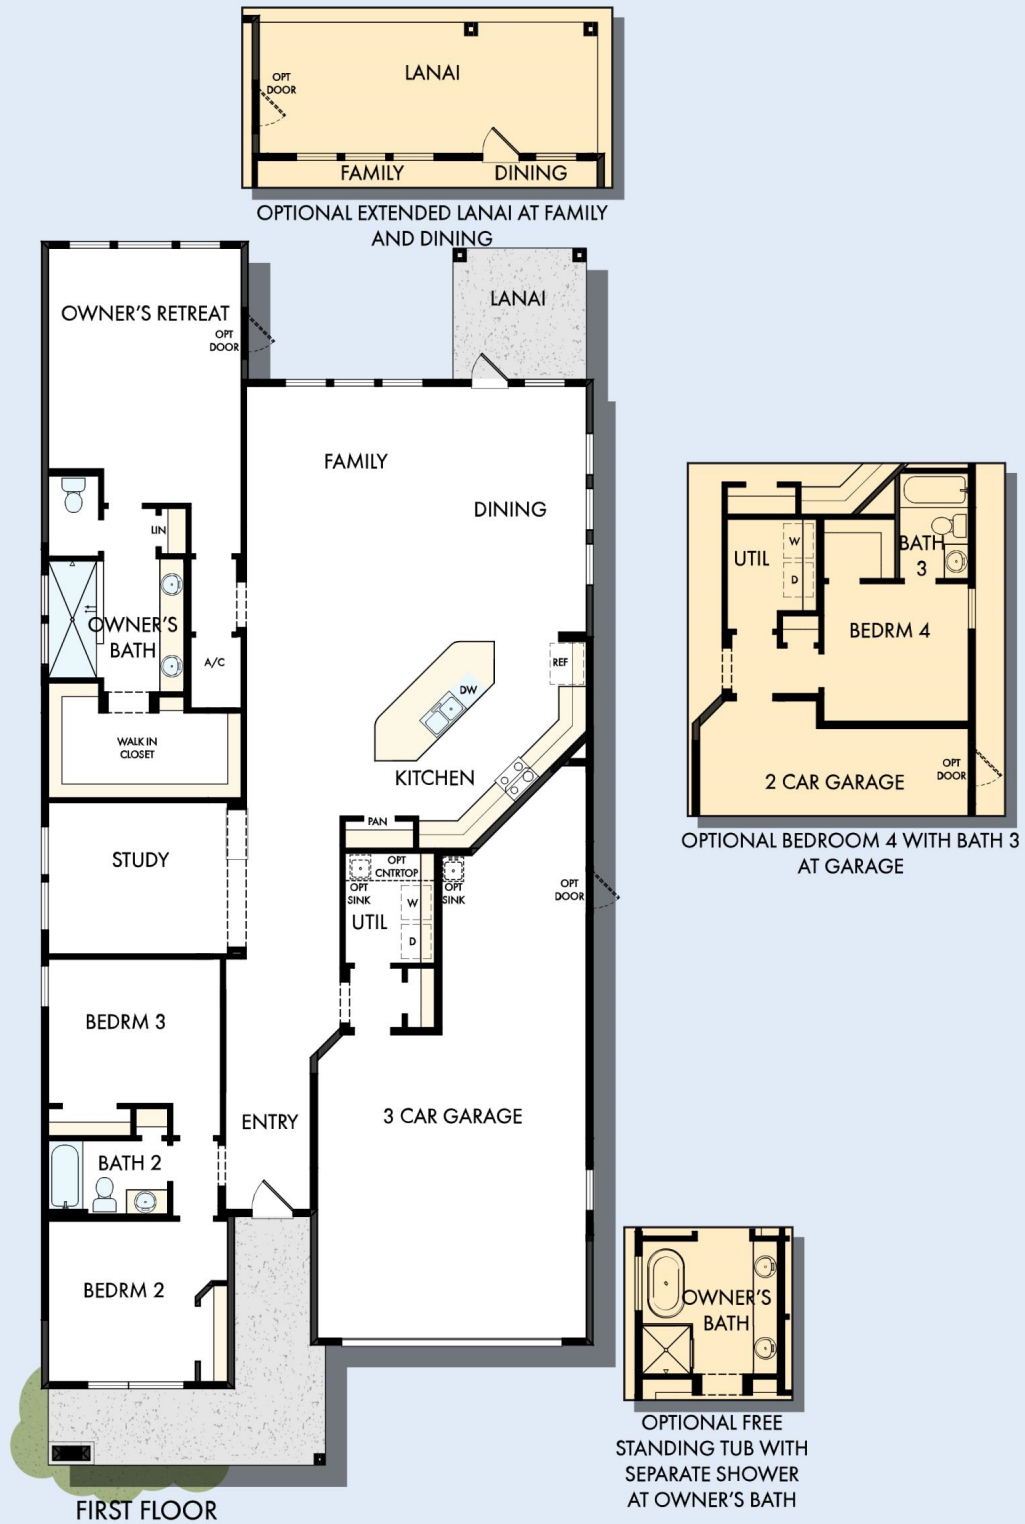 LANAI
OPT
DOOR
FAMILY
DINING
OPTIONAL EXTENDED LANAI AT FAMILY
AND DINING
OWNER'S RETREAT
OPT
DOOR
LANAI
FAMILY
DINING
LIN
OWNER'S
BATH
A/C
REF
DW
WALK IN
CLOSET
KITCHEN
PAN
STUDY
OPT
CNTRTOP
OPT
SINK
OPT
SINK
W
UTIL
D
OPT
DOOR
BEDRM 3
ENTRY
3 CAR GARAGE
BATH 2
BEDRM 2
FIRST FLOOR
UTIL
W
D
BATH
3
BEDRM 4
2 CAR GARAGE
OPT
DOOR
OPTIONAL BEDROOM 4 WITH BATH 3
AT GARAGE
OWNER'S
BATH
OPTIONAL FREE
STANDING TUB WITH
SEPARATE SHOWER
AT OWNER'S BATH